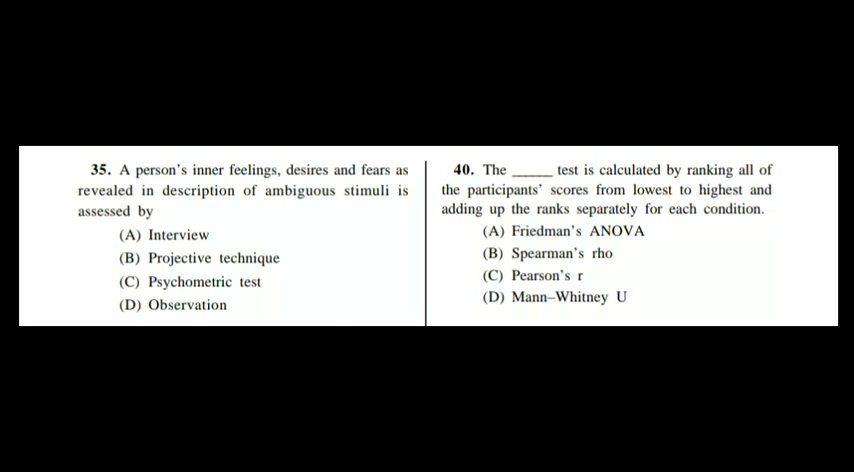 35. A person's inner feelings, desires and fears as
revealed in description of ambiguous stimuli is
assessed by
(A) Interview
(B) Projective technique
(C) Psychometric test
(D) Observation
40. The _____ test is calculated by ranking all of
the participants' scores from lowest to highest and
adding up the ranks separately for each condition.
(A) Friedman's ANOVA
(B) Spearman's rho
(C) Pearson's r
(D) Mann–Whitney U